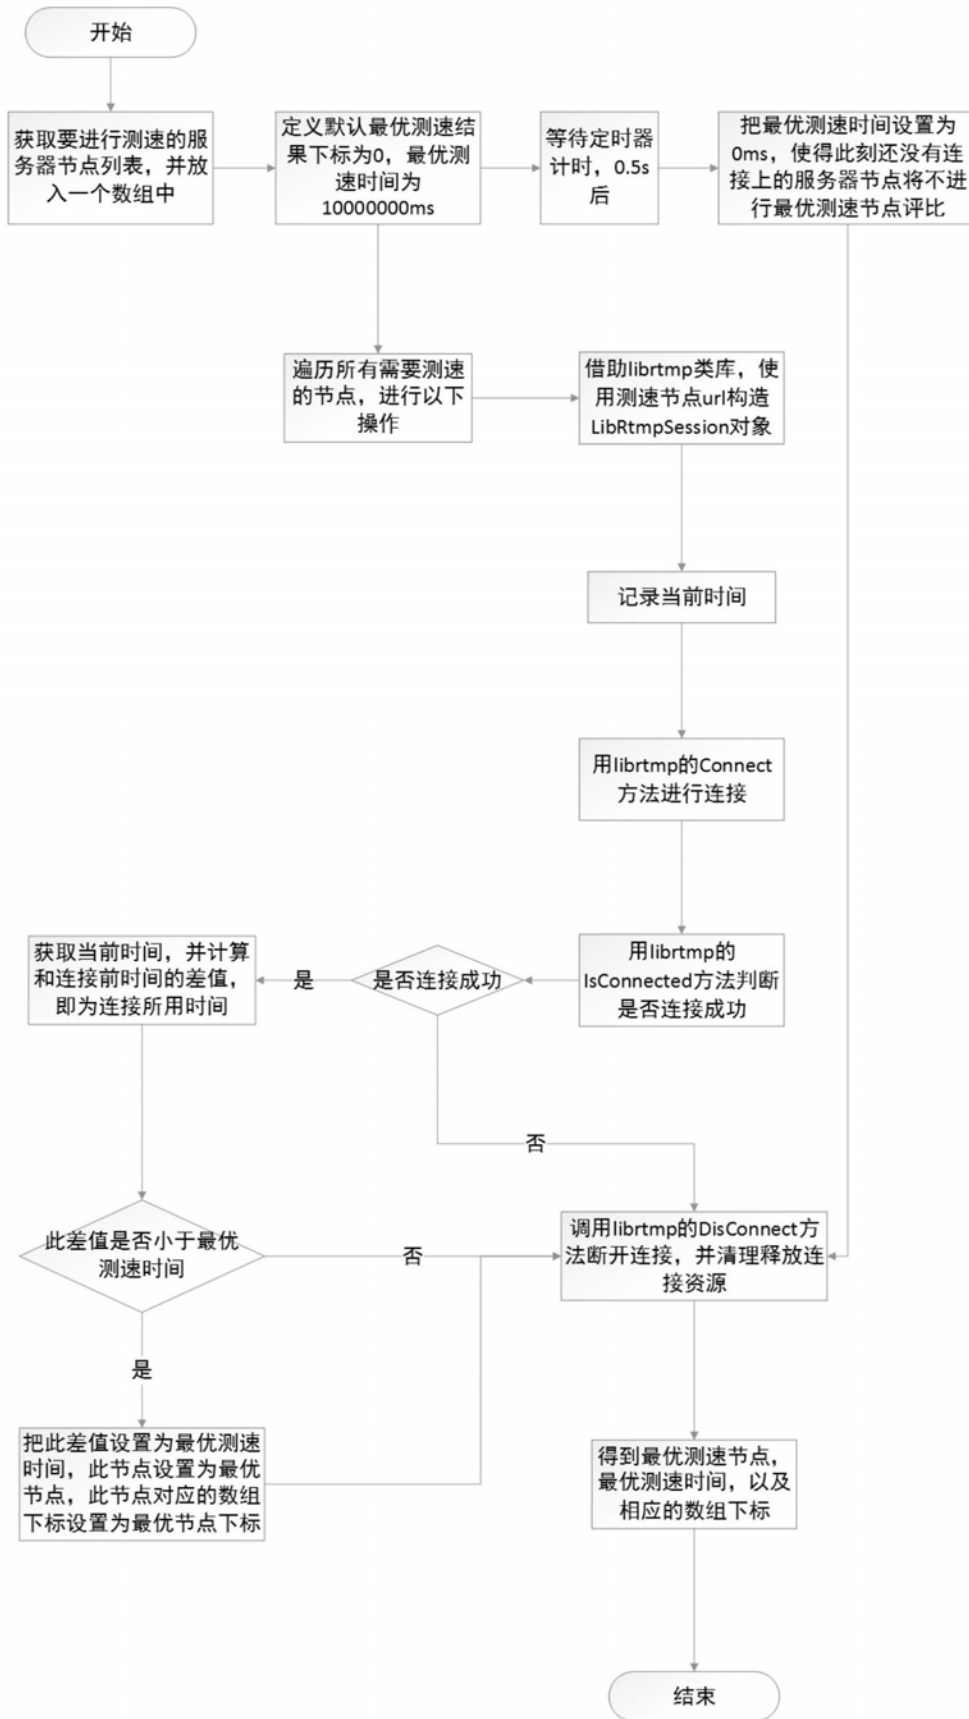 开始
获取要进行测速的服
务器节点列表，并放
入一个数组中
定义默认最优测速结
果下标为0，最优测
速时间为
10000000ms
等待定时器
计时，0.5s
后
把最优测速时间设置为
0ms，使得此刻还没有连
接上的服务器节点将不进
行最优测速节点评比
遍历所有需要测速
的节点，进行以下
操作
借助librtmp类库，使
用测速节点url构造
LibRtmpSession对象
记录当前时间
用librtmp的Connect
方法进行连接
用librtmp的
IsConnected方法判断
是否连接成功
是否连接成功
是
获取当前时间，并计算
和连接前时间的差值，
即为连接所用时间
否
此差值是否小于最优
测速时间
否
调用librtmp的DisConnect方
法断开连接，并清理释放连
接资源
是
把此差值设置为最优测速
时间，此节点设置为最优
节点，此节点对应的数组
下标设置为最优节点下标
得到最优测速节点，
最优测速时间，以及
相应的数组下标
结束